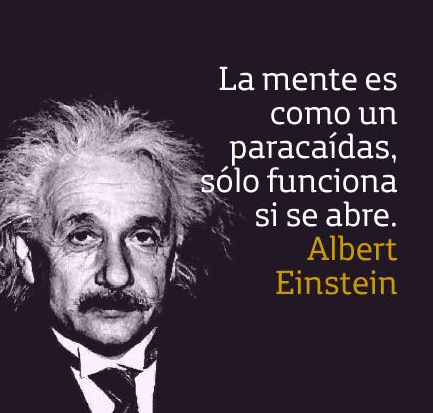 La mente es
como un
paracaídas,
sólo funciona
si se abre.
Albert
Einstein